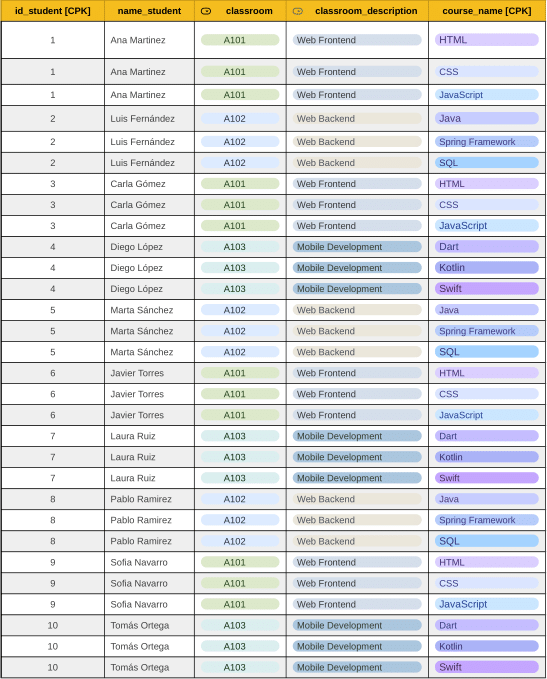 id_student [CPK] name_student classroom classroom_description course_name [CPK]
1 Ana Martinez A101 Web Frontend HTML
1 Ana Martinez A101 Web Frontend CSS
1 Ana Martinez A101 Web Frontend JavaScript
2 Luis Fernández A102 Web Backend Java
2 Luis Fernández A102 Web Backend Spring Framework
2 Luis Fernández A102 Web Backend SQL
3 Carla Gómez A101 Web Frontend HTML
3 Carla Gómez A101 Web Frontend CSS
3 Carla Gómez A101 Web Frontend JavaScript
4 Diego López A103 Mobile Development Dart
4 Diego López A103 Mobile Development Kotlin
4 Diego López A103 Mobile Development Swift
5 Marta Sánchez A102 Web Backend Java
5 Marta Sánchez A102 Web Backend Spring Framework
5 Marta Sánchez A102 Web Backend SQL
6 Javier Torres A101 Web Frontend HTML
6 Javier Torres A101 Web Frontend CSS
6 Javier Torres A101 Web Frontend JavaScript
7 Laura Ruiz A103 Mobile Development Dart
7 Laura Ruiz A103 Mobile Development Kotlin
7 Laura Ruiz A103 Mobile Development Swift
8 Pablo Ramirez A102 Web Backend Java
8 Pablo Ramirez A102 Web Backend Spring Framework
8 Pablo Ramirez A102 Web Backend SQL
9 Sofia Navarro A101 Web Frontend HTML
9 Sofia Navarro A101 Web Frontend CSS
9 Sofia Navarro A101 Web Frontend JavaScript
10 Tomás Ortega A103 Mobile Development Dart
10 Tomás Ortega A103 Mobile Development Kotlin
10 Tomás Ortega A103 Mobile Development Swift